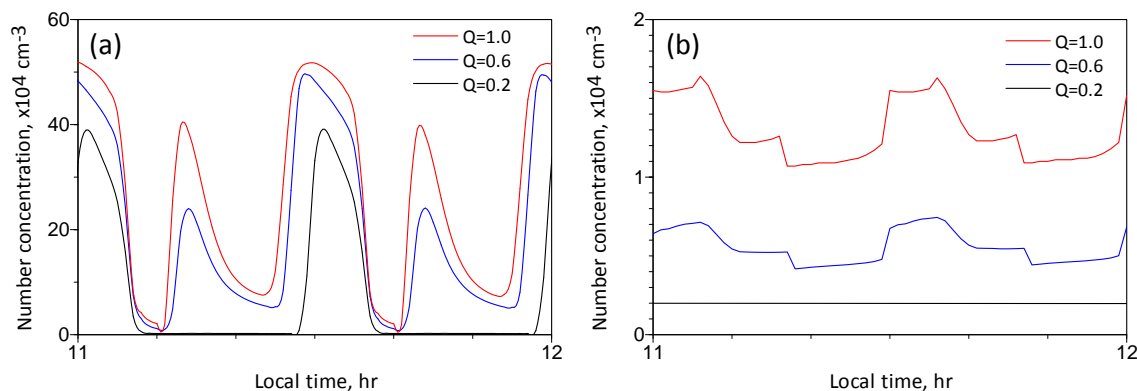 (a)
Q=1.0
Q=0.6
Q=0.2
60
40
20
0
11
12
Number concentration, x10⁴ cm-3
Local time, hr
(b)
Q=1.0
Q=0.6
Q=0.2
2
1
0
11
12
Number concentration, x10⁴ cm-3
Local time, hr